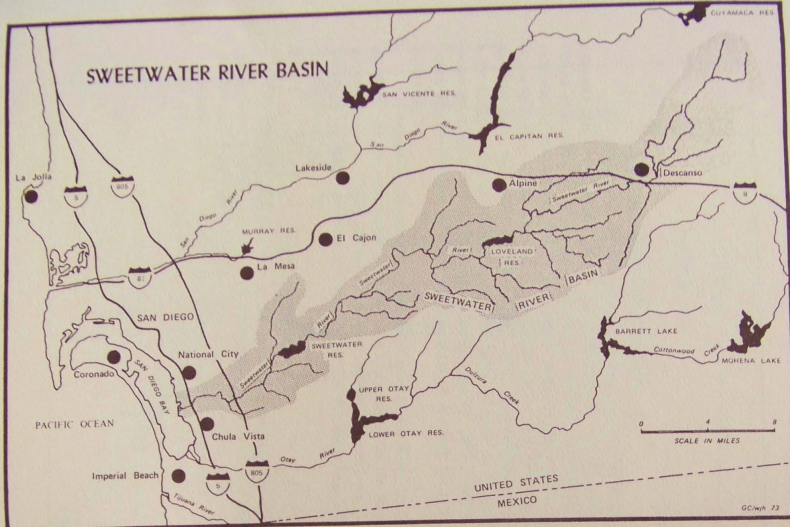 CUYAMACA RES.
SWEETWATER RIVER BASIN
SAN VICENTE RES.
San Diego River
EL CAPITAN RES.
La Jolla
5
805
Lakeside
Alpine
Descanso
8
Sweetwater River
San Diego River
MURRAY RES.
El Cajon
River
LOVELAND
RES.
La Mesa
Sweetwater
SWEETWATER RIVER BASIN
SAN DIEGO
River
SWEETWATER
RES.
BARRETT LAKE
Cottonwood Creek
MORENA LAKE
National City
Coronado
SAN DIEGO BAY
Sweetwater
Dulzura Creek
UPPER OTAY
RES.
LOWER OTAY RES.
PACIFIC OCEAN
Chula Vista
Otay River
0 4 8
SCALE IN MILES
Imperial Beach
5
805
Tijuana River
UNITED STATES
MEXICO
GC/wjh 73